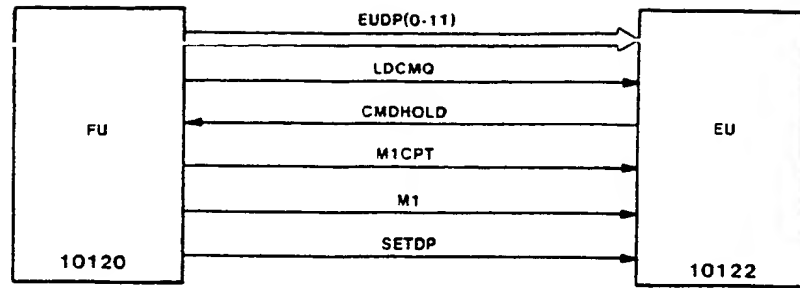 EUDP(0-11)
LDCMQ
FU
CMDHOLD
EU
M1CPT
M1
SETDP
10120
10122